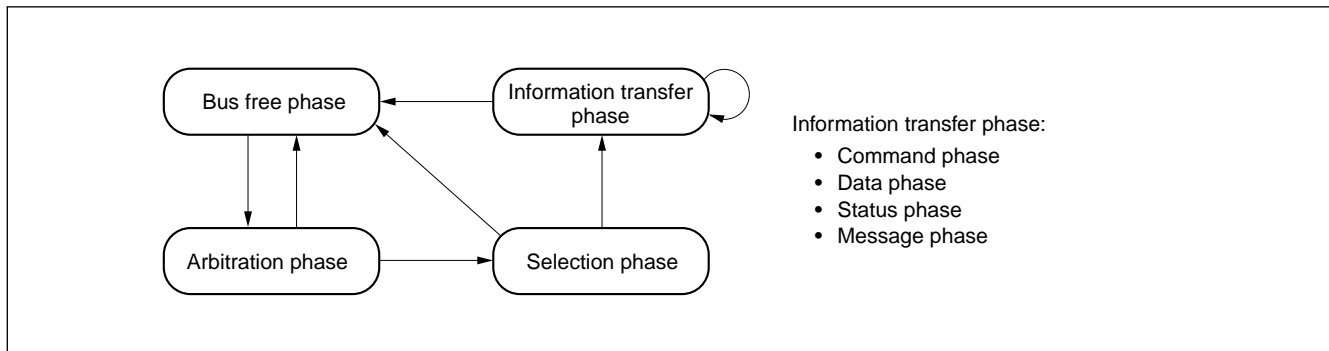 Bus free phase
Information transfer
phase
Arbitration phase
Selection phase
Information transfer phase:
• Command phase
• Data phase
• Status phase
• Message phase